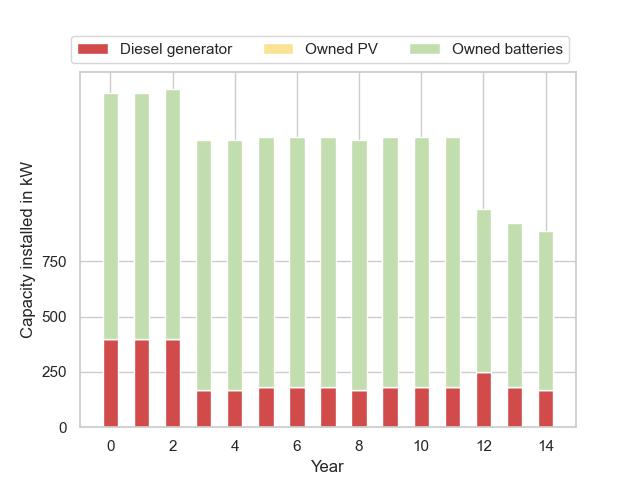 Diesel generator Owned PV Owned batteries
Capacity installed in kW
750
500
250
0
0 2 4 6 8 10 12 14
Year